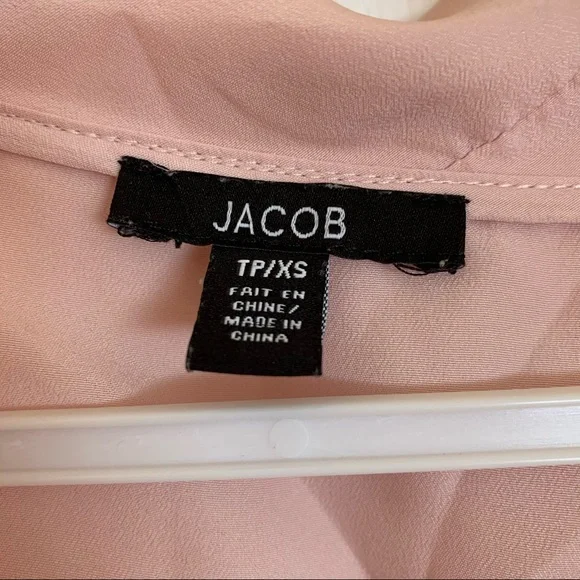 JACOB
TP/XS
FAIT EN
CHINE/
MADE IN
CHINA